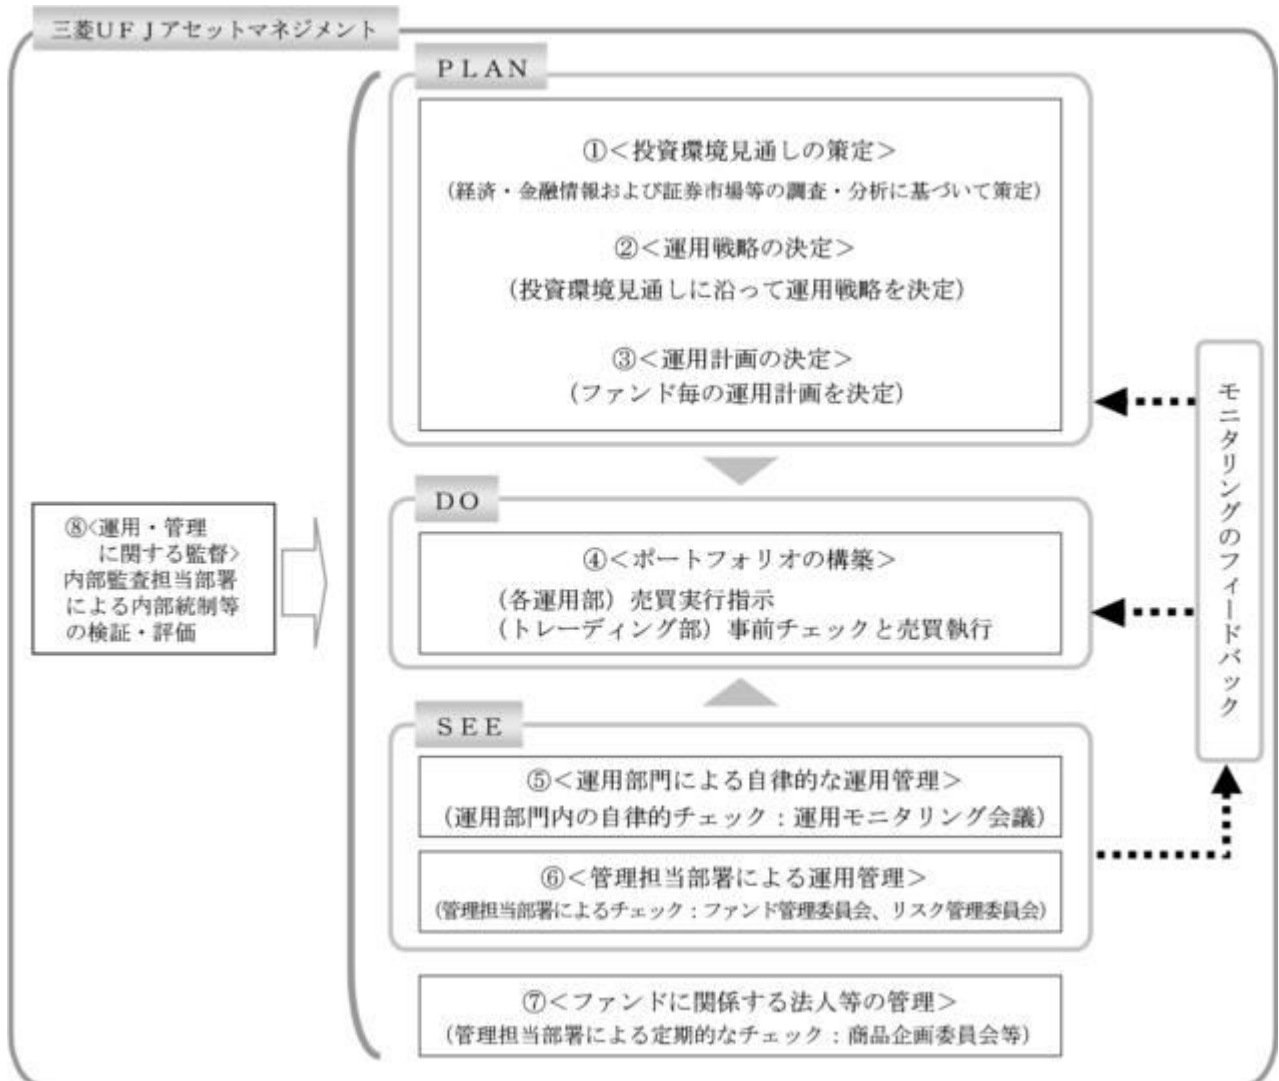 三菱ＵＦＪアセットマネジメント
ＰＬＡＮ
①＜投資環境見通しの策定＞
（経済・金融情報および証券市場等の調査・分析に基づいて策定）
②＜運用戦略の決定＞
（投資環境見通しに沿って運用戦略を決定）
③＜運用計画の決定＞
（ファンド毎の運用計画を決定）
ＤＯ
④＜ポートフォリオの構築＞
（各運用部）売買実行指示
（トレーディング部）事前チェックと売買執行
ＳＥＥ
⑤＜運用部門による自律的な運用管理＞
（運用部門内の自律的チェック：運用モニタリング会議）
⑥＜管理担当部署による運用管理＞
（管理担当部署によるチェック：ファンド管理委員会、リスク管理委員会）
⑦＜ファンドに関係する法人等の管理＞
（管理担当部署による定期的なチェック：商品企画委員会等）
⑧〈運用・管理
に関する監督〉
内部監査担当部署
による内部統制等
の検証・評価
モニタリングのフィードバック